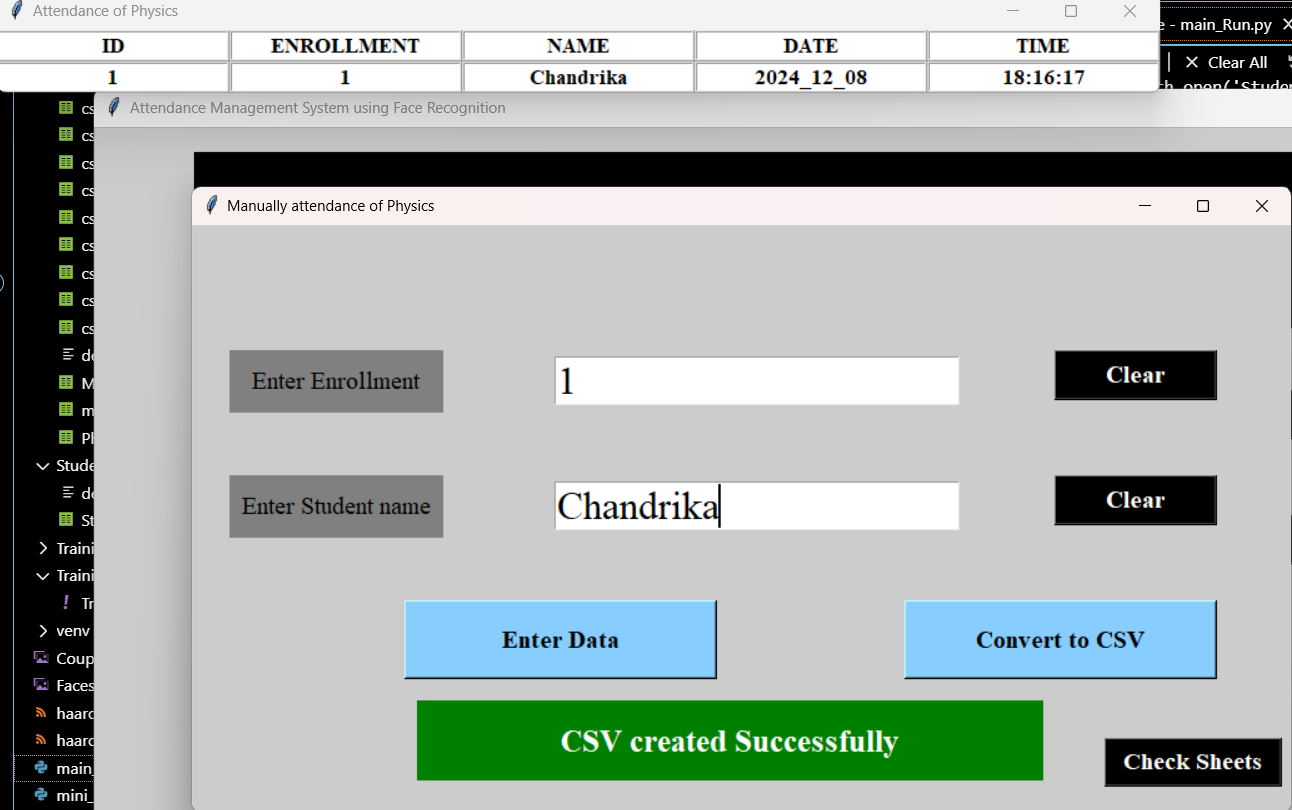 Attendance of Physics
e - main_Run.py
ID ENROLLMENT NAME DATE TIME
1 1 Chandrika 2024_12_08 18:16:17
Clear All
Attendance Management System using Face Recognition
Manually attendance of Physics
Enter Enrollment
1
Clear
Enter Student name
Chandrika
Clear
Enter Data
Convert to CSV
CSV created Successfully
Check Sheets
cs
cs
cs
cs
cs
cs
cs
cs
cs
de
M
m
Ph
Stude
de
St
Traini
Traini
Tr
venv
Coup
Faces
haarc
haarc
main_
mini_